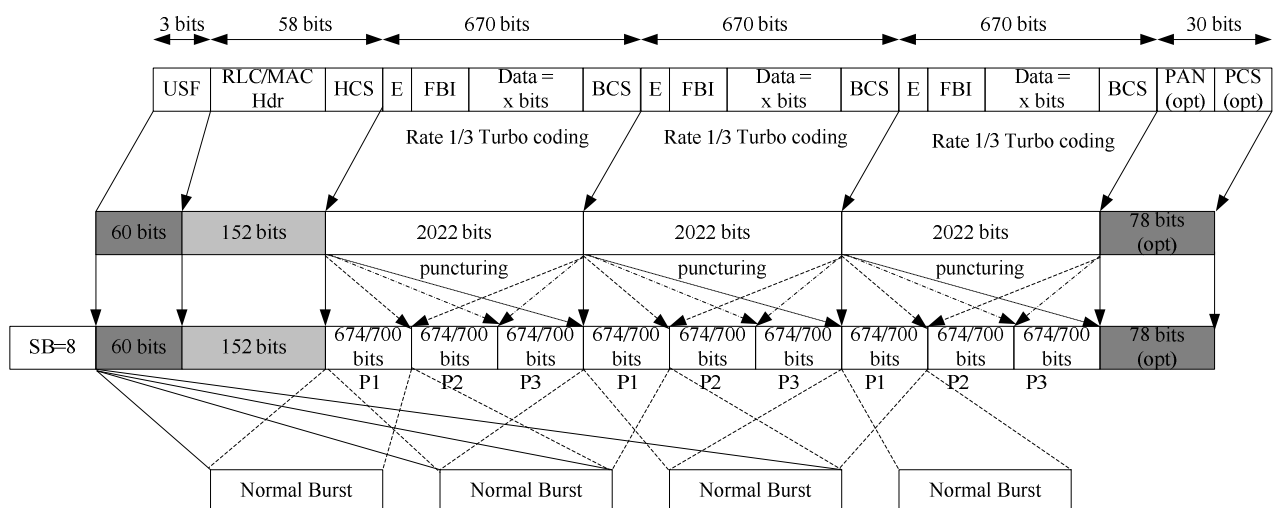 3 bits 58 bits 670 bits 670 bits 670 bits 30 bits
USF RLC/MAC Hdr HCS E FBI Data = x bits BCS E FBI Data = x bits BCS E FBI Data = x bits BCS PAN (opt) PCS (opt)
Rate 1/3 Turbo coding Rate 1/3 Turbo coding Rate 1/3 Turbo coding
60 bits 152 bits 2022 bits 2022 bits 2022 bits 78 bits (opt)
puncturing puncturing puncturing
SB=8 60 bits 152 bits 674/700 bits 674/700 bits 674/700 bits 674/700 bits 674/700 bits 674/700 bits 674/700 bits 674/700 bits 674/700 bits 78 bits (opt)
P1 P2 P3 P1 P2 P3 P1 P2 P3
Normal Burst Normal Burst Normal Burst Normal Burst